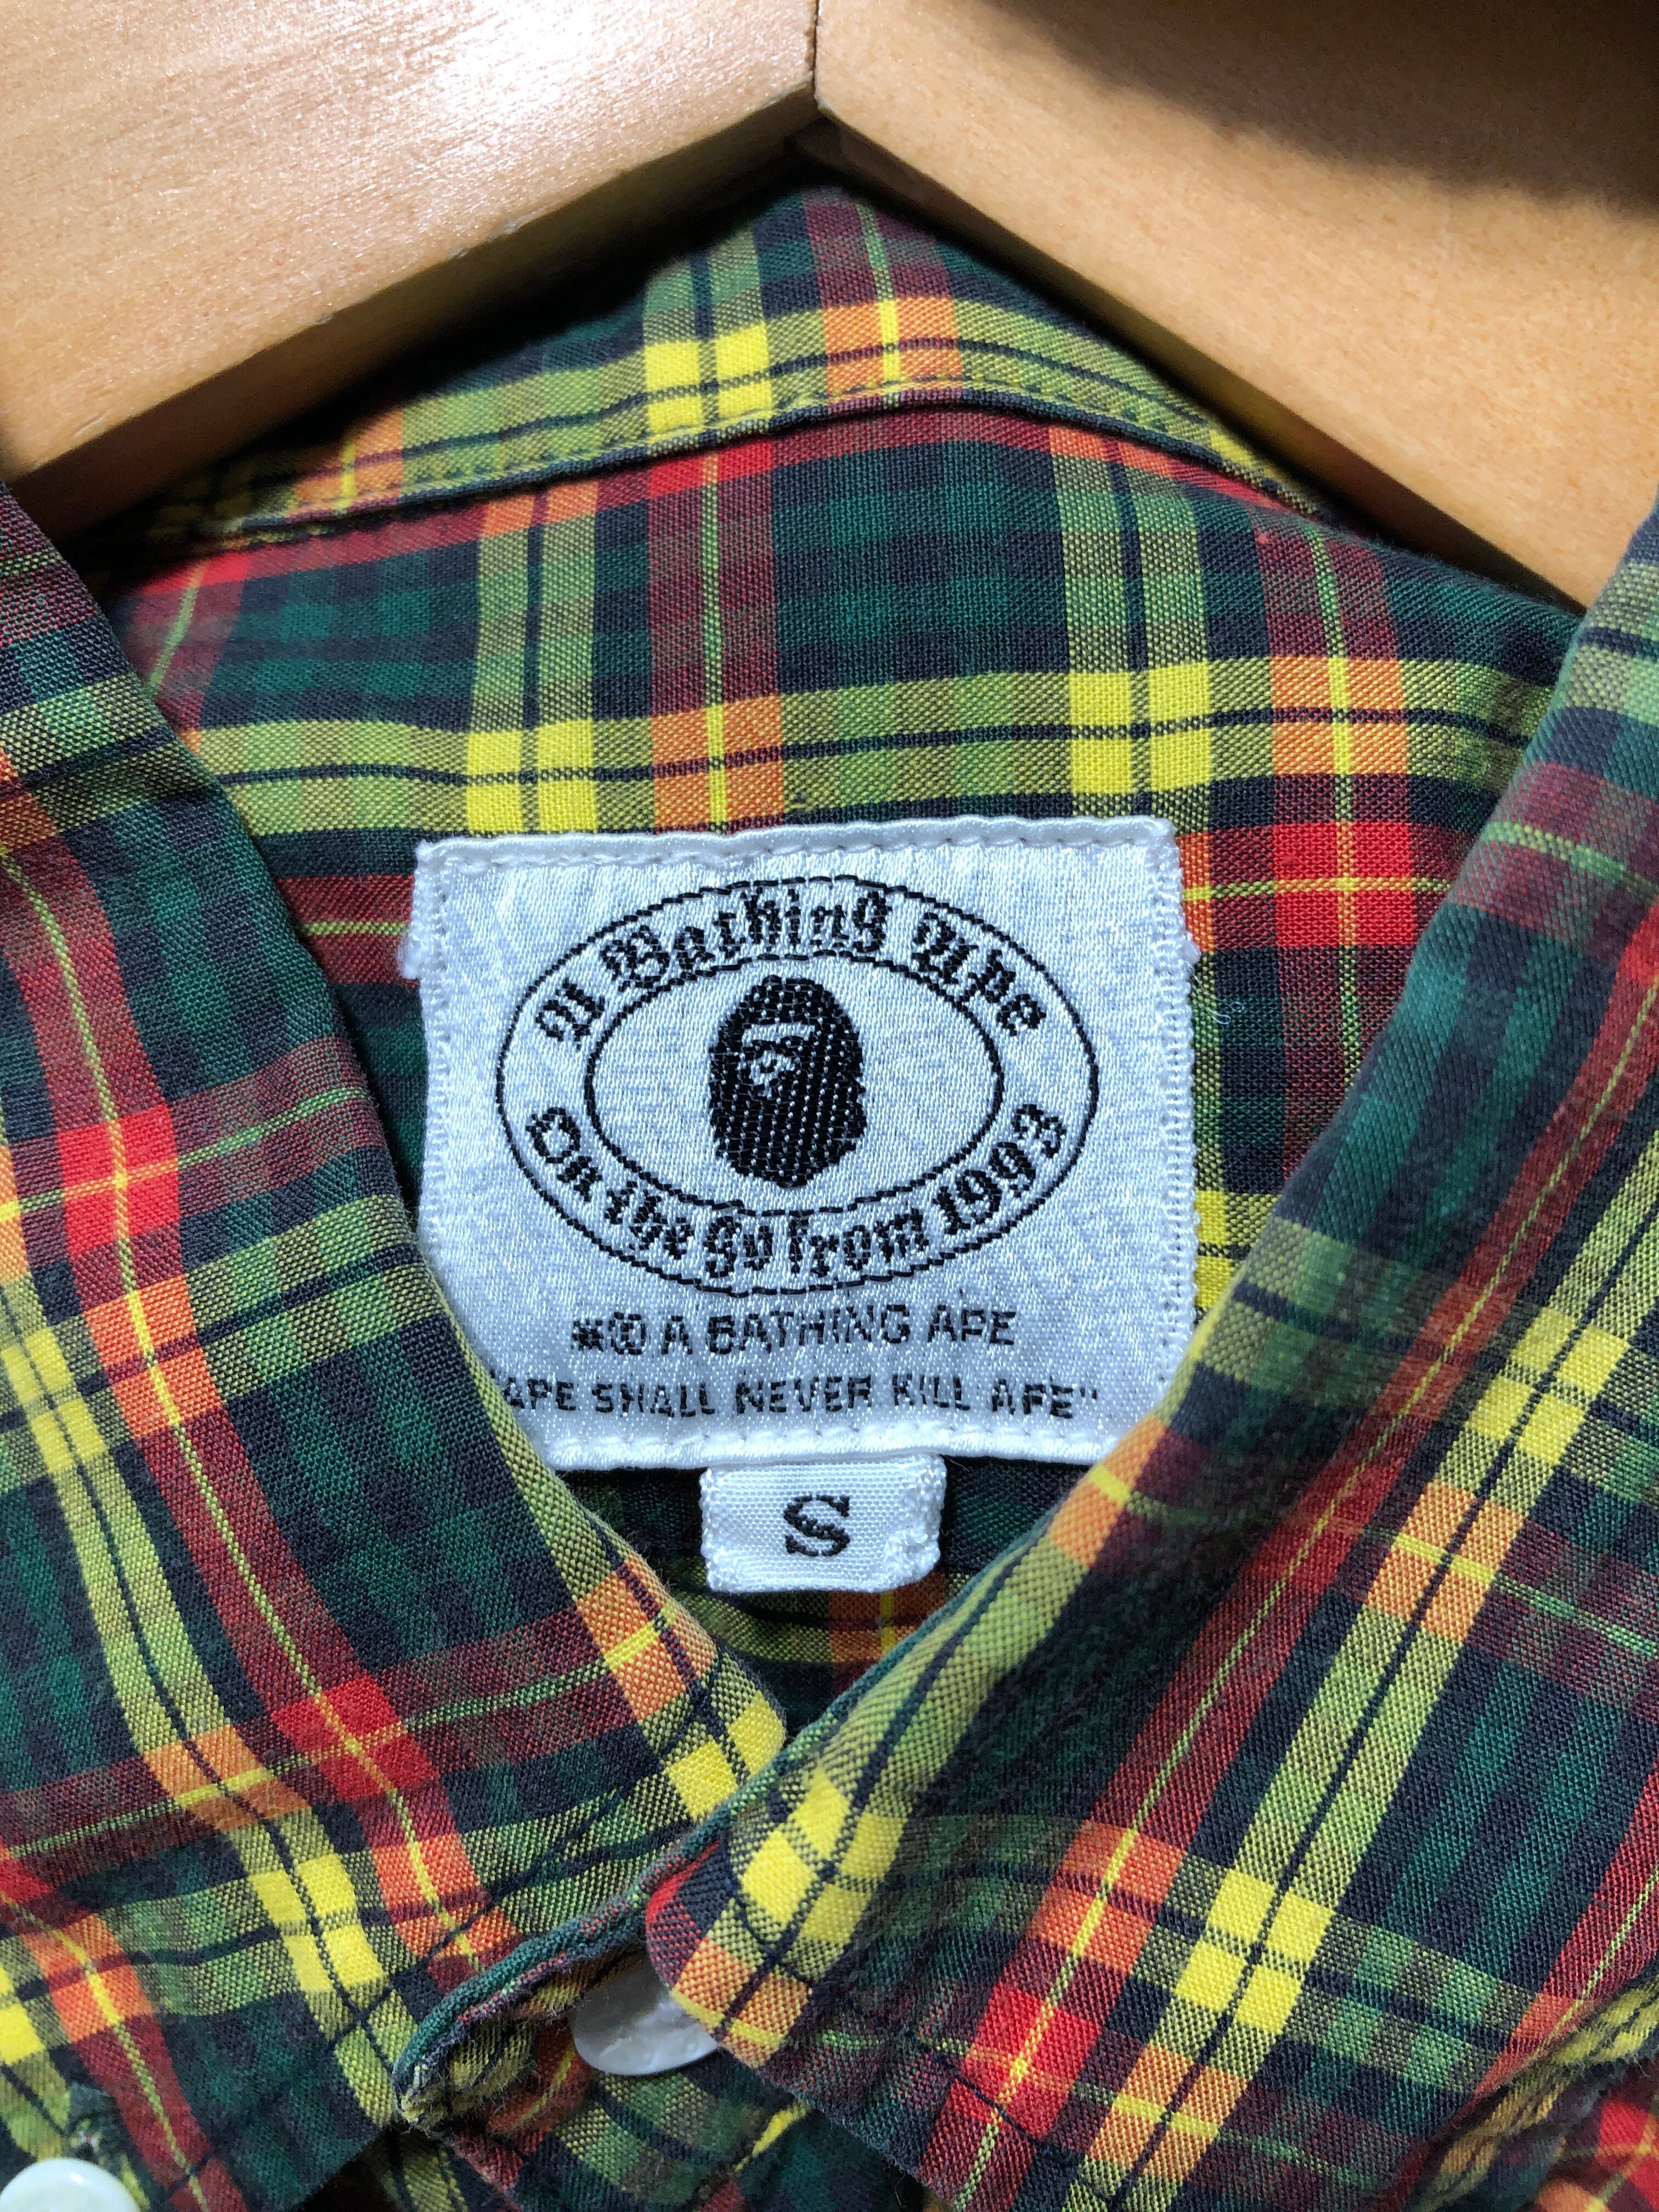 A Bathing Ape
On the Go From 1993
※® A BATHING APE
"APE SHALL NEVER KILL APE"
S